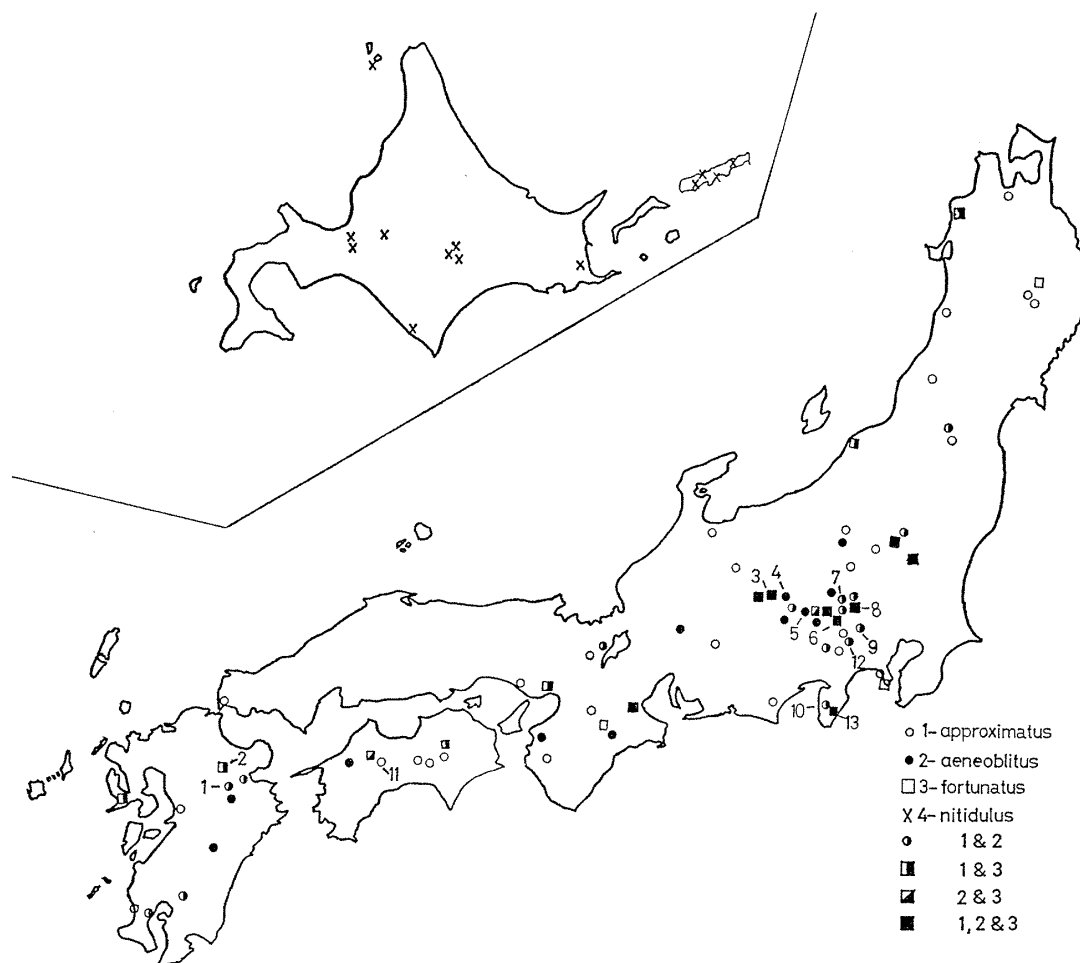 3
4
7
8
5
6
9
12
10
13
2
1
11
○ 1- approximatus
● 2- aeneoblitus
□ 3- fortunatus
X 4- nitidulus
1 & 2
1 & 3
2 & 3
1, 2 & 3